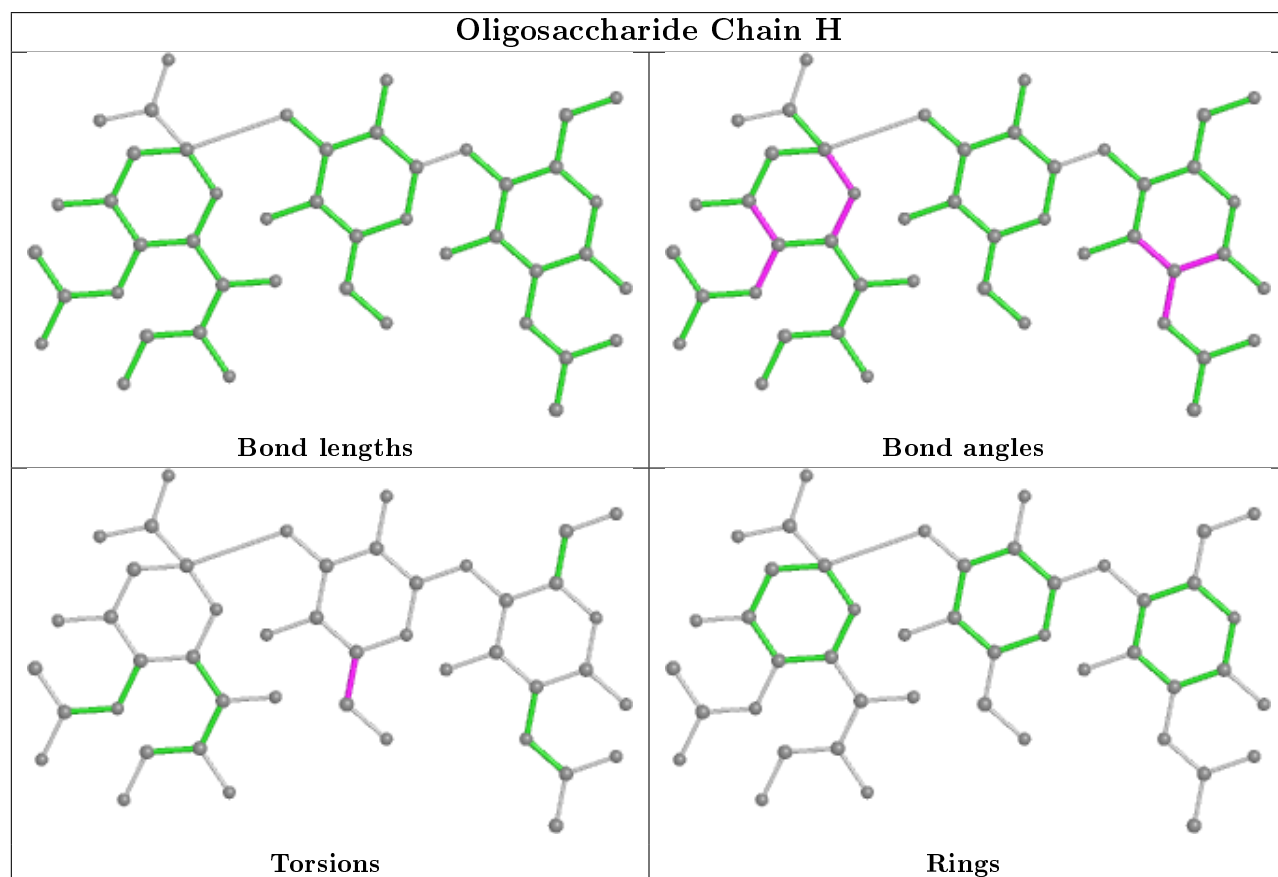 Oligosaccharide Chain H
Bond lengths
Bond angles
Torsions
Rings